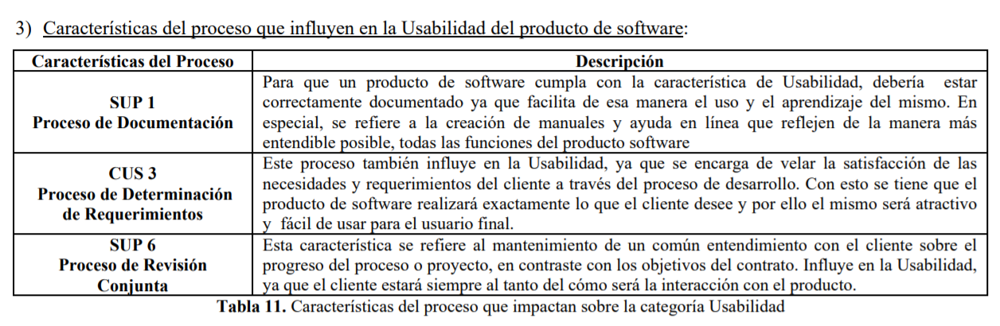 3) Características del proceso que influyen en la Usabilidad del producto de software:
Características del Proceso
Descripción
SUP 1
Proceso de Documentación
Para que un producto de software cumpla con la característica de Usabilidad, debería estar
correctamente documentado ya que facilita de esa manera el uso y el aprendizaje del mismo. En
especial, se refiere a la creación de manuales y ayuda en línea que reflejen de la manera más
entendible posible, todas las funciones del producto software
CUS 3
Proceso de Determinación
de Requerimientos
Este proceso también influye en la Usabilidad, ya que se encarga de velar la satisfacción de las
necesidades y requerimientos del cliente a través del proceso de desarrollo. Con esto se tiene que el
producto de software realizará exactamente lo que el cliente desee y por ello el mismo será atractivo
y fácil de usar para el usuario final.
SUP 6
Proceso de Revisión
Conjunta
Esta característica se refiere al mantenimiento de un común entendimiento con el cliente sobre el
progreso del proceso o proyecto, en contraste con los objetivos del contrato. Influye en la Usabilidad,
ya que el cliente estará siempre al tanto del cómo será la interacción con el producto.
Tabla 11. Características del proceso que impactan sobre la categoría Usabilidad